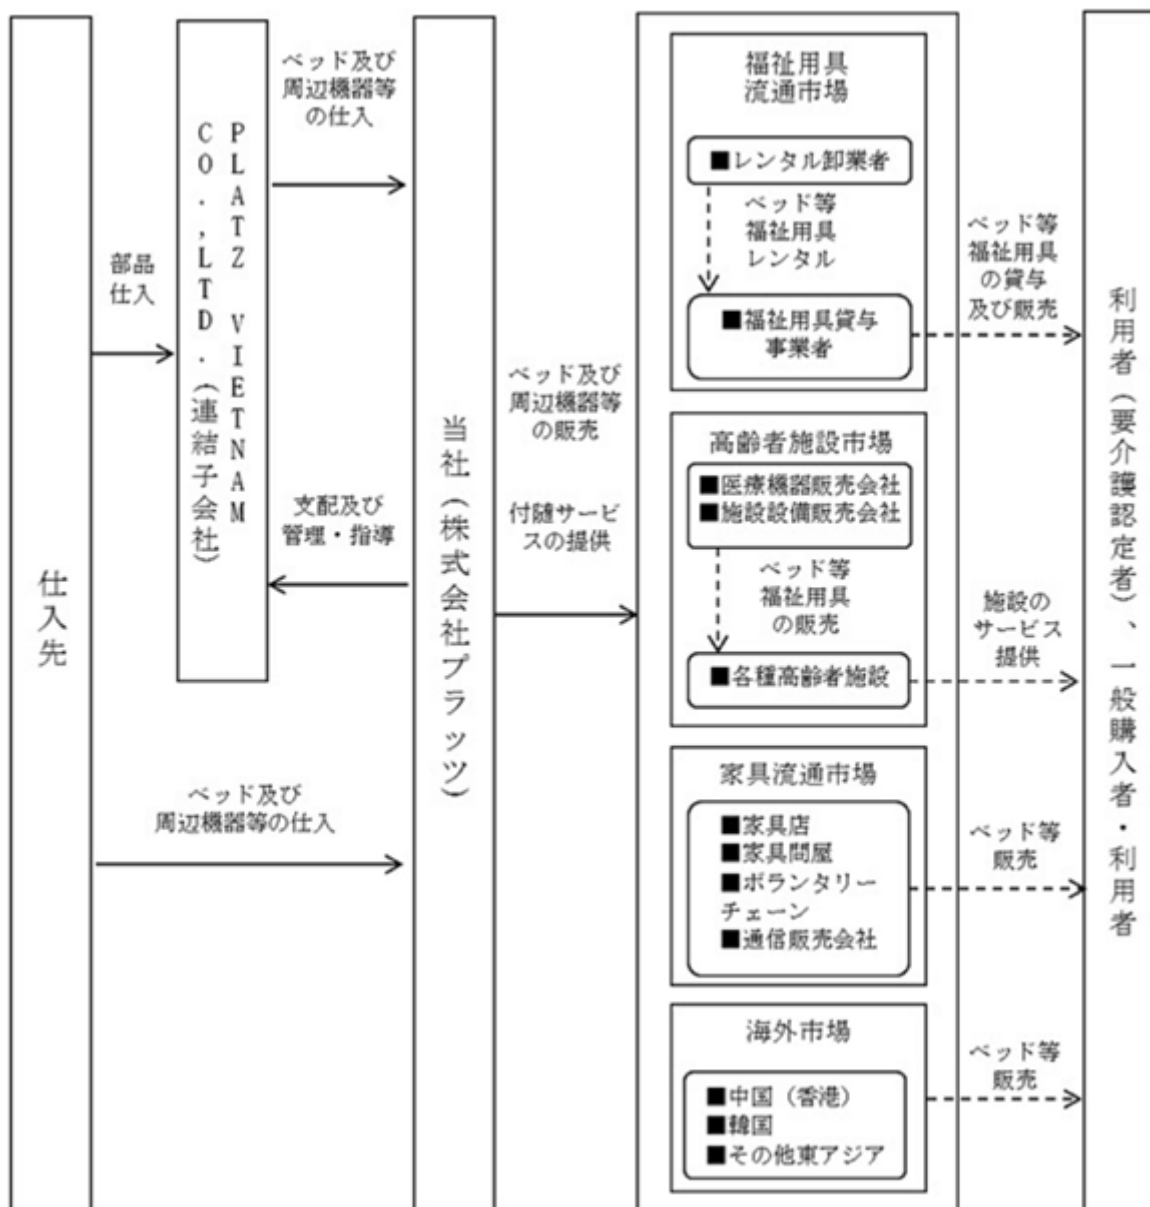 仕入先
部品
仕入
PLATZ VIETNAM
CO.,LTD.(連結子会社)
ベッド及び
周辺機器等
の仕入
支配及び
管理・指導
ベッド及び
周辺機器等の仕入
当社（株式会社プラッツ）
ベッド及び
周辺機器等
の販売
付随サービ
スの提供
福祉用具
流通市場
■レンタル卸業者
ベッド等
福祉用具
レンタル
■福祉用具貸与
事業者
ベッド等
福祉用具
の貸与
及び販売
高齢者施設市場
■医療機器販売会社
■施設設備販売会社
ベッド等
福祉用具
の販売
■各種高齢者施設
施設の
サービス
提供
家具流通市場
■家具店
■家具問屋
■ボランタリー
チェーン
■通信販売会社
ベッド等
販売
海外市場
■中国（香港）
■韓国
■その他東アジア
ベッド等
販売
利用者（要介護認定者）、一般購入者・利用者